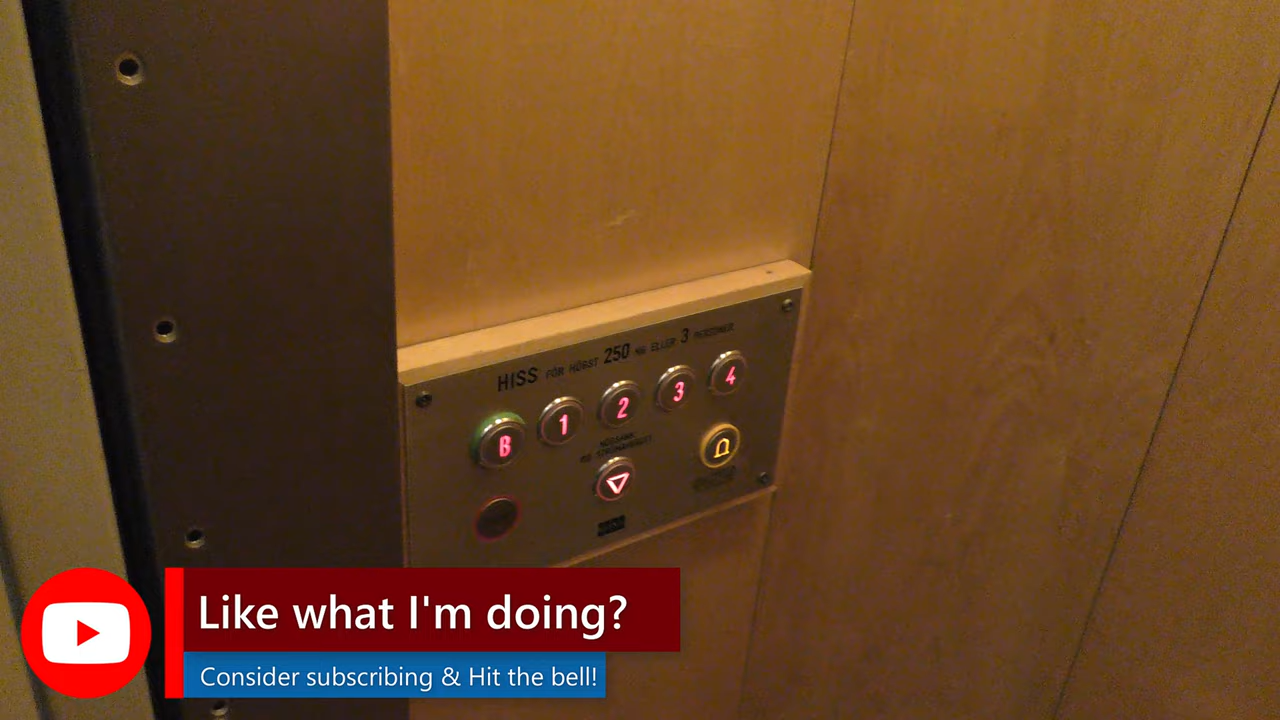 HISS FÖR HÖGST 250 KG ELLER 3 PERSONER
B 1 2 3 4
Like what I'm doing?
Consider subscribing & Hit the bell!